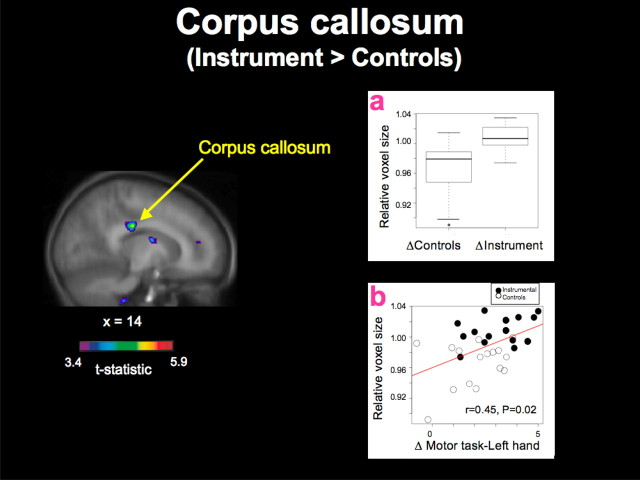 Corpus callosum
(Instrument > Controls)
Corpus callosum
x = 14
3.4
5.9
t-statistic
a
Relative voxel size
1.04
1.00
0.96
0.92
ΔControls
ΔInstrument
b
Instrumental
Controls
Relative voxel size
1.04
1.00
0.96
0.92
r=0.45, P=0.02
0
5
Δ Motor task-Left hand